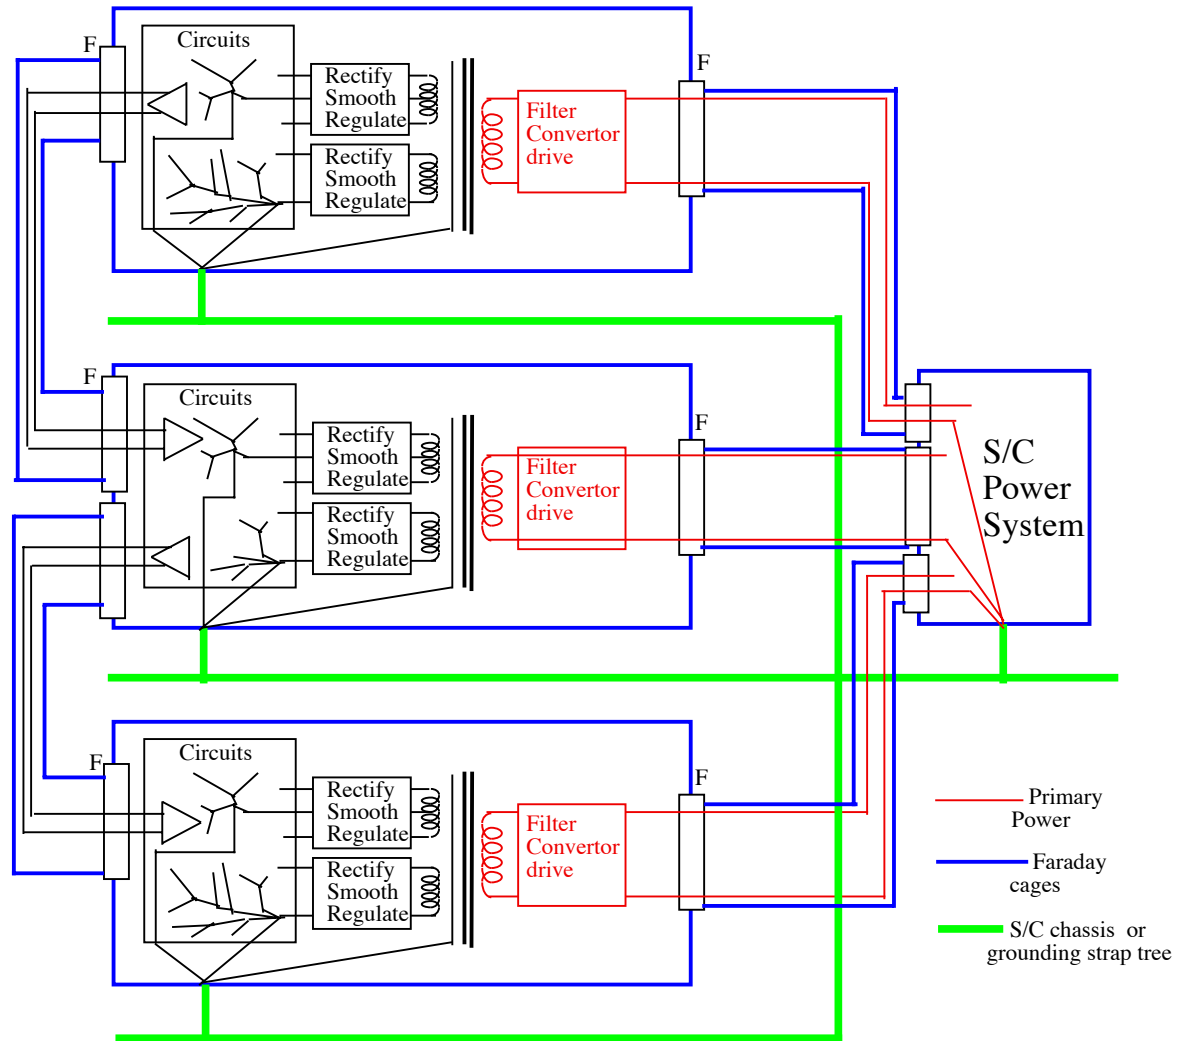 F
Circuits
Rectify
Smooth
Regulate
Rectify
Smooth
Regulate
Filter
Convertor
drive
F
F
Circuits
Rectify
Smooth
Regulate
Rectify
Smooth
Regulate
Filter
Convertor
drive
F
S/C
Power
System
F
Circuits
Rectify
Smooth
Regulate
Rectify
Smooth
Regulate
Filter
Convertor
drive
F
Primary
Power
Faraday
cages
S/C chassis or
grounding strap tree